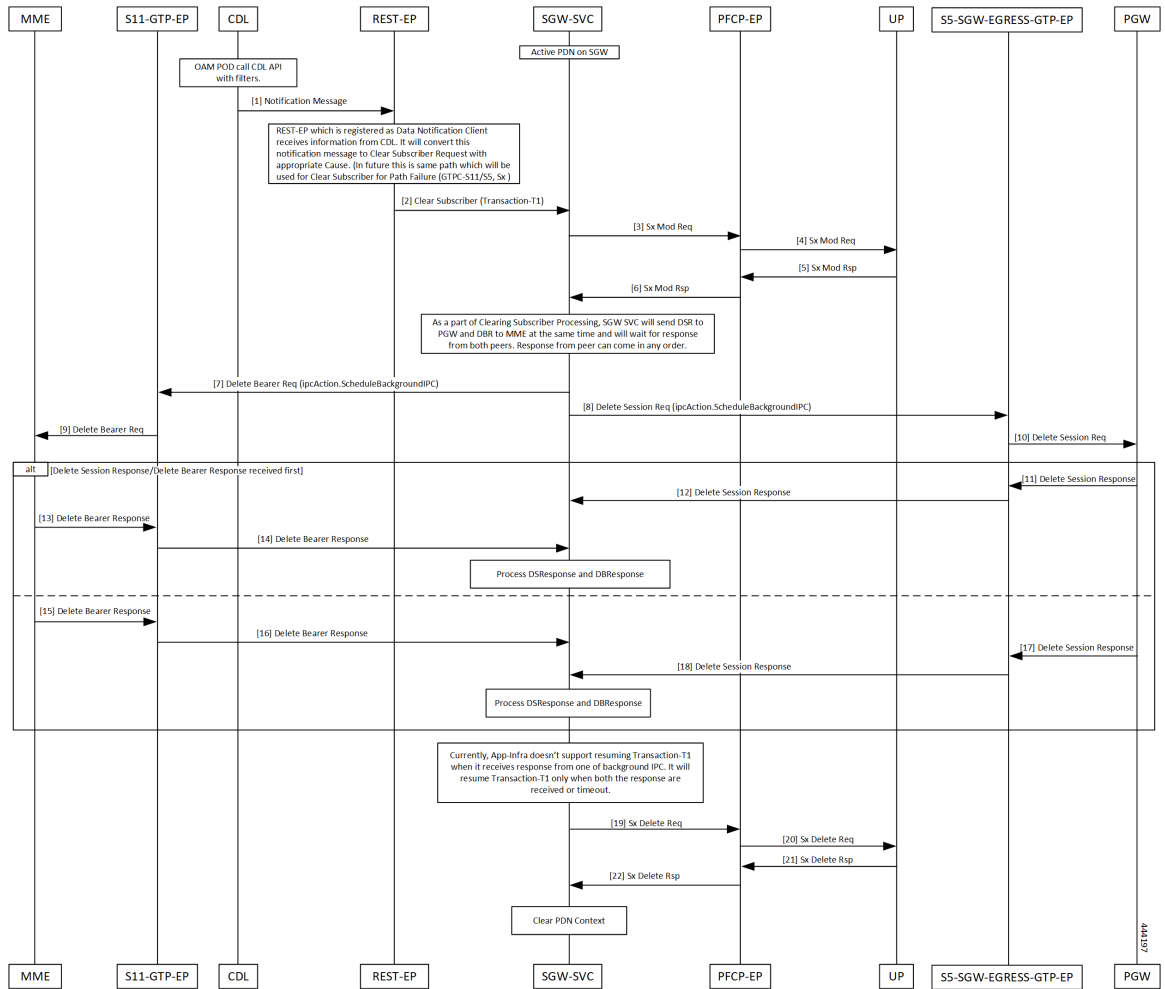 MME
S11-GTP-EP
CDL
REST-EP
SGW-SVC
PFCP-EP
UP
S5-SGW-EGRESS-GTP-EP
PGW
Active PDN on SGW
OAM POD call CDL API
with filters.
[1] Notification Message
REST-EP which is registered as Data Notification Client
receives information from CDL. It will convert this
notification message to Clear Subscriber Request with
appropriate Cause. (In future this is same path which will be
used for Clear Subscriber for Path Failure (GTPC-S11/S5, Sx )
[2] Clear Subscriber (Transaction-T1)
[3] Sx Mod Req
[4] Sx Mod Req
[5] Sx Mod Rsp
[6] Sx Mod Rsp
As a part of Clearing Subscriber Processing, SGW SVC will send DSR to
PGW and DBR to MME at the same time and will wait for response
from both peers. Response from peer can come in any order.
[7] Delete Bearer Req (ipcAction.ScheduleBackgroundIPC)
[8] Delete Session Req (ipcAction.ScheduleBackgroundIPC)
[9] Delete Bearer Req
[10] Delete Session Req
alt
[Delete Session Response/Delete Bearer Response received first]
[11] Delete Session Response
[12] Delete Session Response
[13] Delete Bearer Response
[14] Delete Bearer Response
Process DSResponse and DBResponse
[15] Delete Bearer Response
[16] Delete Bearer Response
[17] Delete Session Response
[18] Delete Session Response
Process DSResponse and DBResponse
Currently, App-Infra doesn't support resuming Transaction-T1
when it receives response from one of background IPC. It will
resume Transaction-T1 only when both the response are
received or timeout.
[19] Sx Delete Req
[20] Sx Delete Req
[21] Sx Delete Rsp
[22] Sx Delete Rsp
Clear PDN Context
444197
MME
S11-GTP-EP
CDL
REST-EP
SGW-SVC
PFCP-EP
UP
S5-SGW-EGRESS-GTP-EP
PGW